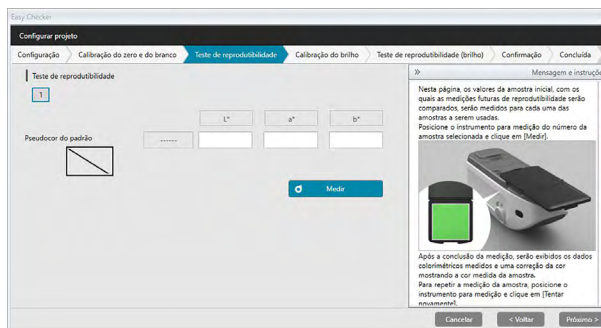 Easy Checker
Configurar projeto
Configuração
Calibração do zero e do branco
Teste de reprodutibilidade
Calibração do brilho
Teste de reprodutibilidade (brilho)
Confirmação
Concluída
Teste de reprodutibilidade
1
L* a* b*
Pseudocor do padrão
------
Medir
» Mensagem e instruçõe
Nesta página, os valores da amostra inicial, com os
quais as medições futuras de reprodutibilidade serão
comparados, serão medidos para cada uma das
amostras a serem usadas.
Posicione o instrumento para medição do número da
amostra selecionada e clique em [Medir].
Após a conclusão da medição, serão exibidos os dados
colorimétricos medidos e uma correção da cor
mostrando a cor medida da amostra.
Para repetir a medição da amostra, posicione o
instrumento para medição e clique em [Tentar
novamente].
Cancelar
< Voltar
Próximo >